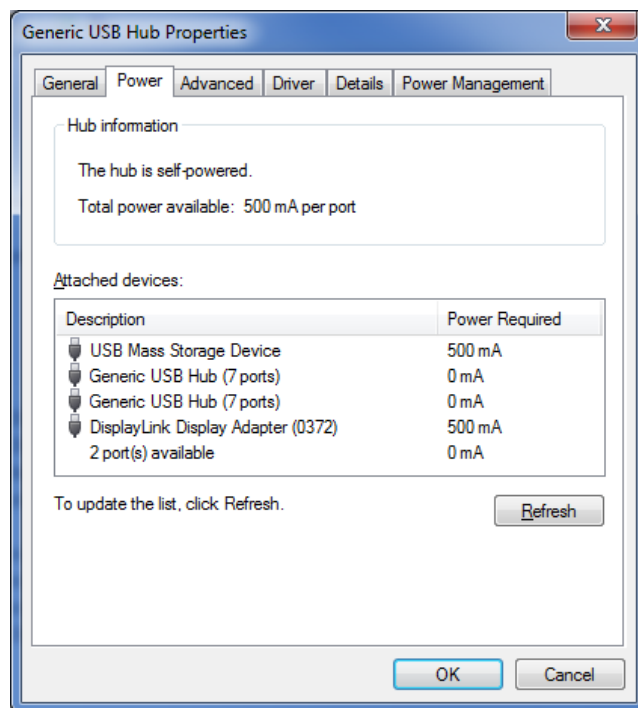 Generic USB Hub Properties
General Power Advanced Driver Details Power Management
Hub information
The hub is self-powered.
Total power available: 500 mA per port
Attached devices:
Description Power Required
USB Mass Storage Device 500 mA
Generic USB Hub (7 ports) 0 mA
Generic USB Hub (7 ports) 0 mA
DisplayLink Display Adapter (0372) 500 mA
2 port(s) available 0 mA
To update the list, click Refresh. Refresh
OK Cancel